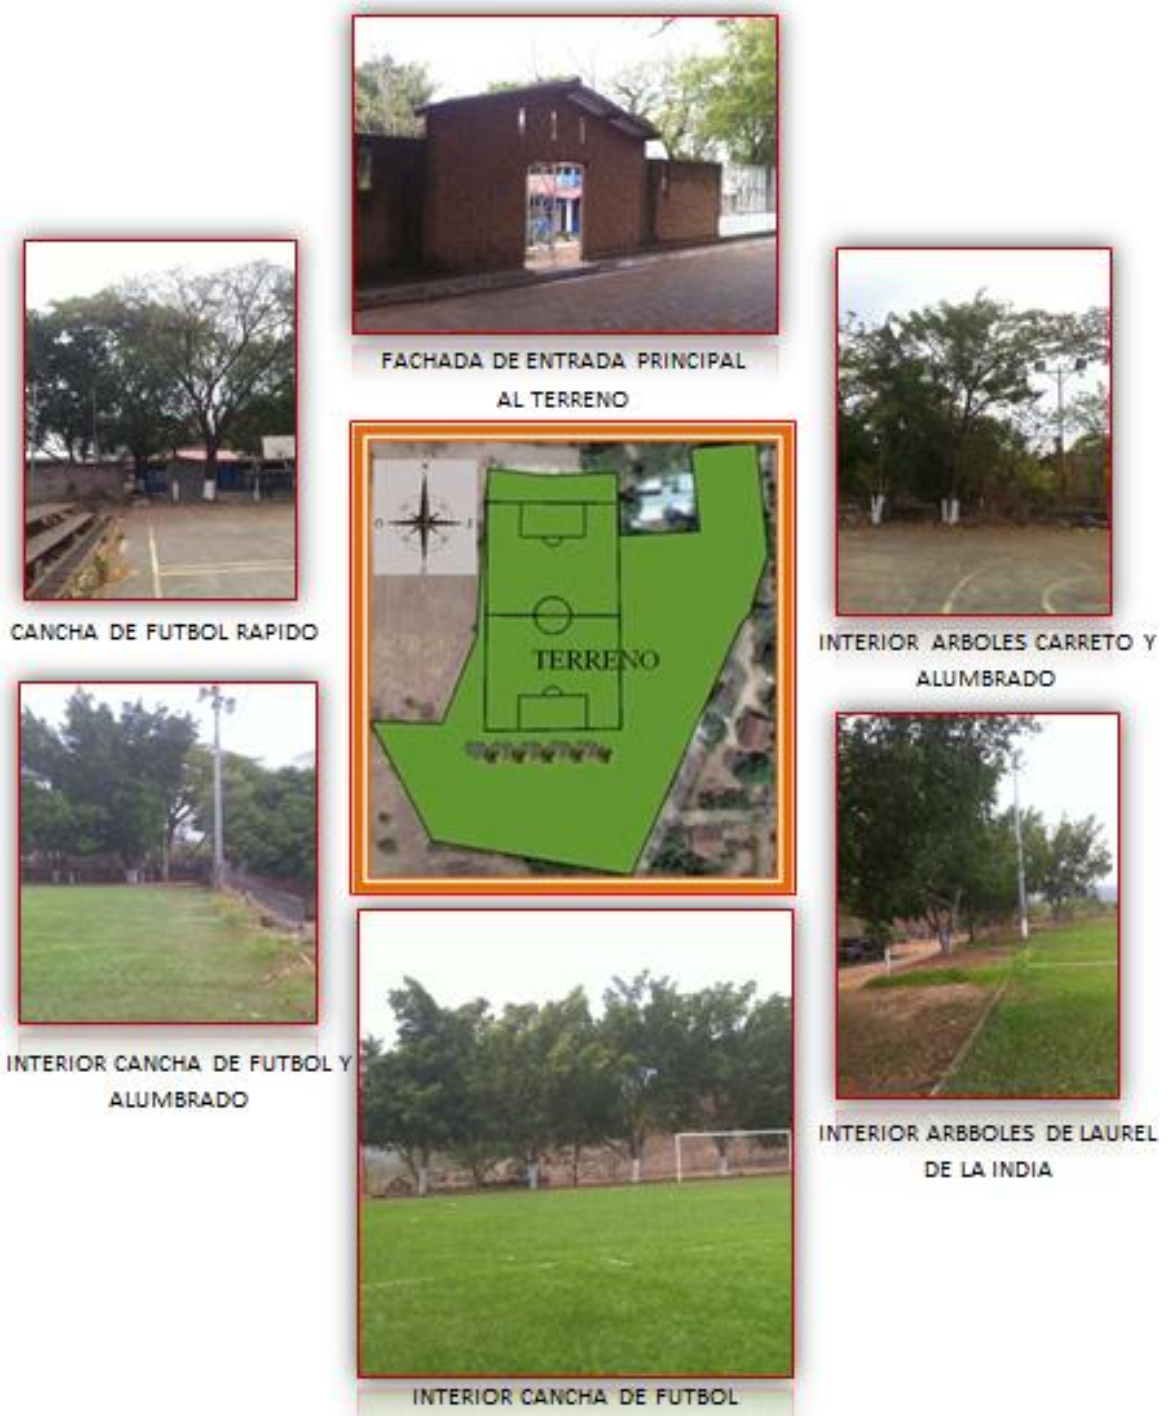 FACHADA DE ENTRADA PRINCIPAL
AL TERRENO
CANCHA DE FUTBOL RAPIDO
INTERIOR ARBOLES CARRETO Y
ALUMBRADO
TERRENO
INTERIOR CANCHA DE FUTBOL Y
ALUMBRADO
INTERIOR ARBBOLES DE LAUREL
DE LA INDIA
INTERIOR CANCHA DE FUTBOL